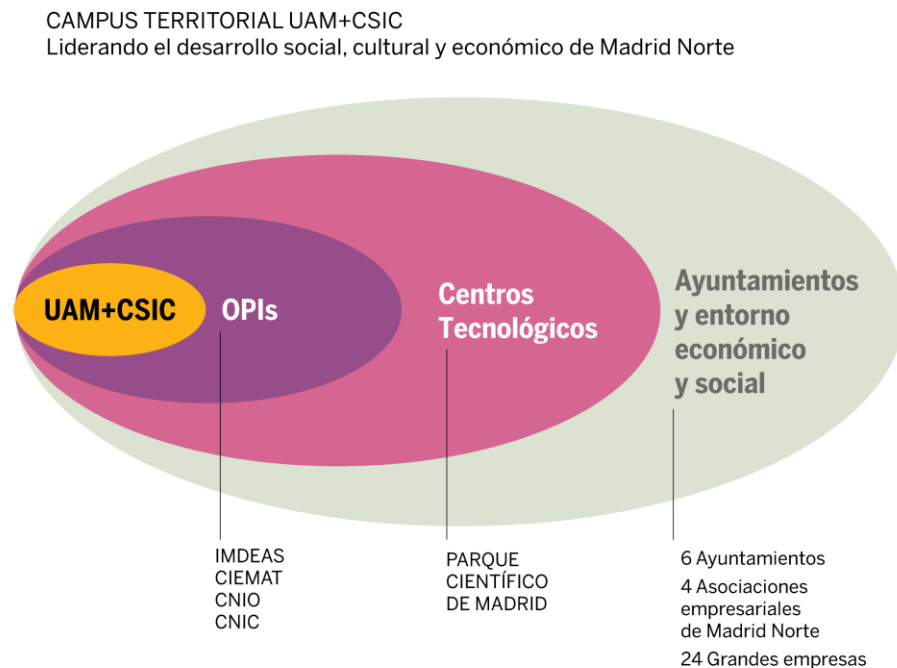 CAMPUS TERRITORIAL UAM+CSIC
Liderando el desarrollo social, cultural y económico de Madrid Norte
UAM+CSIC
OPIs
Centros
Tecnológicos
Ayuntamientos
y entorno
económico
y social
IMDEAS
CIEMAT
CNIO
CNIC
PARQUE
CIENTÍFICO
DE MADRID
6 Ayuntamientos
4 Asociaciones
empresariales
de Madrid Norte
24 Grandes empresas